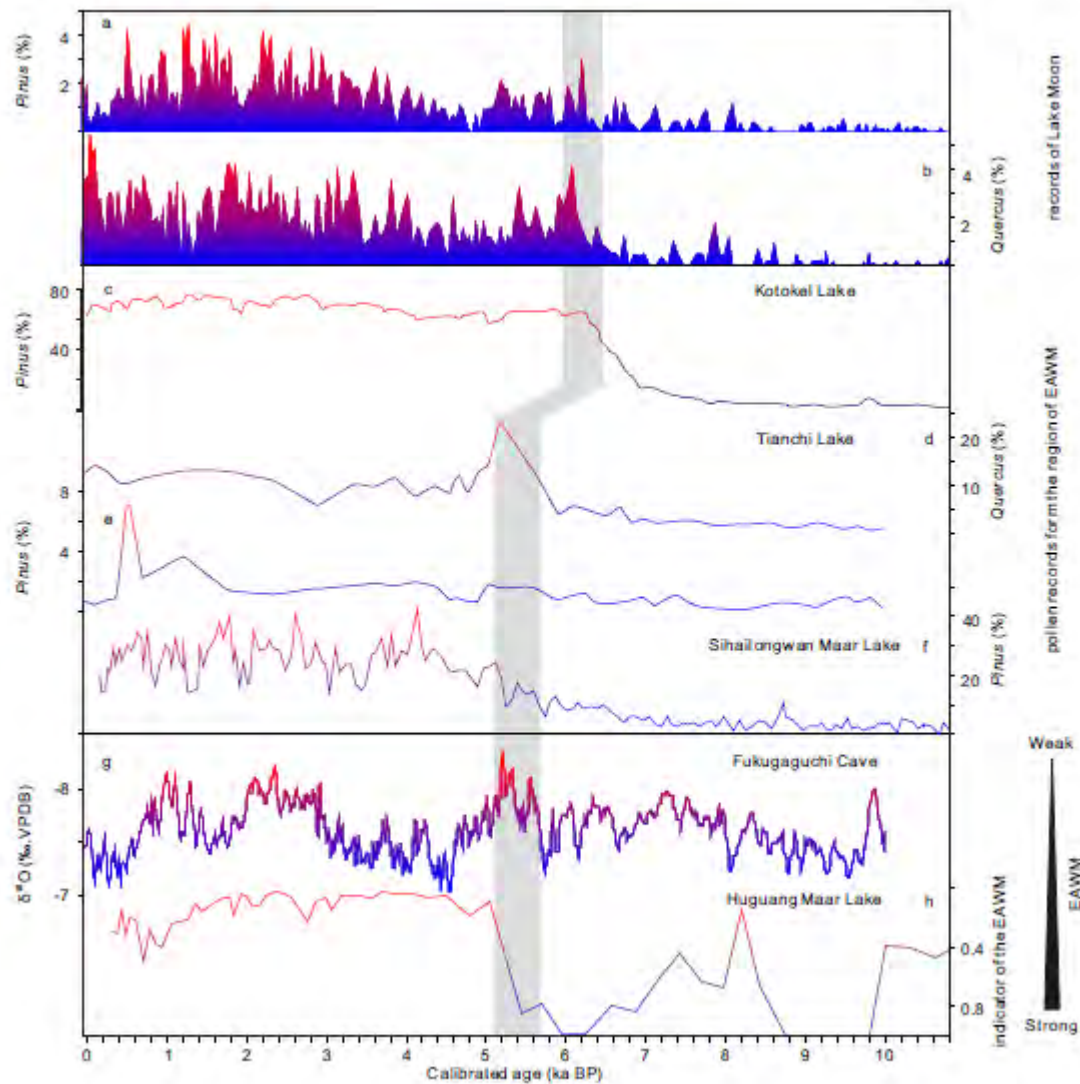 a
4
2
Pinus (%)
b
4
2
Quercus (%)
records of Lake Moon
c
Kotokel Lake
80
40
Pinus (%)
Tianchi Lake
d
20
10
Quercus (%)
8
4
e
Pinus (%)
pollen records form the region of EAWM
40
20
Sihailongwan Maar Lake
f
Pinus (%)
g
Fukugaguchi Cave
-8
-7
δ¹⁸O (‰,VPDB)
Huguang Maar Lake
h
0.4
0.8
indicator of the EAWM
Weak
EAWM
Strong
0 1 2 3 4 5 6 7 8 9 10
Calibrated age (ka BP)